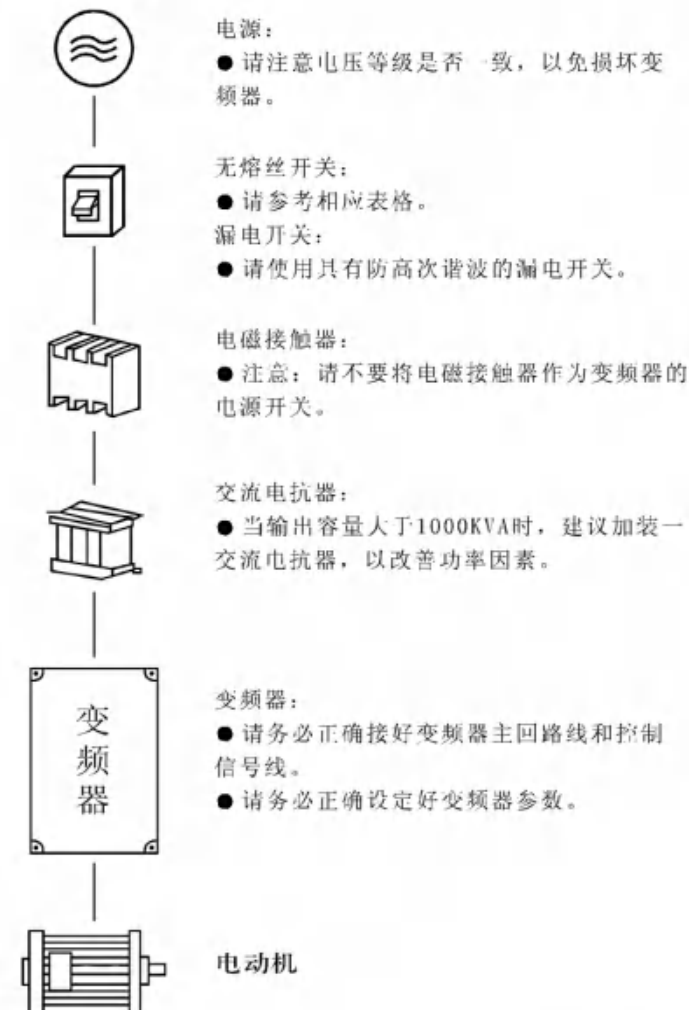 电源：
●请注意电压等级是否一致，以免损坏变
频器。
无熔丝开关：
●请参考相应表格。
漏电开关：
●请使用具有防高次谐波的漏电开关。
电磁接触器：
●注意：请不要将电磁接触器作为变频器的
电源开关。
交流电抗器：
●当输出容量大于1000KVA时，建议加装一
交流电抗器，以改善功率因素。
变
频
器
变频器：
●请务必正确接好变频器主回路线和控制
信号线。
●请务必正确设定好变频器参数。
电动机